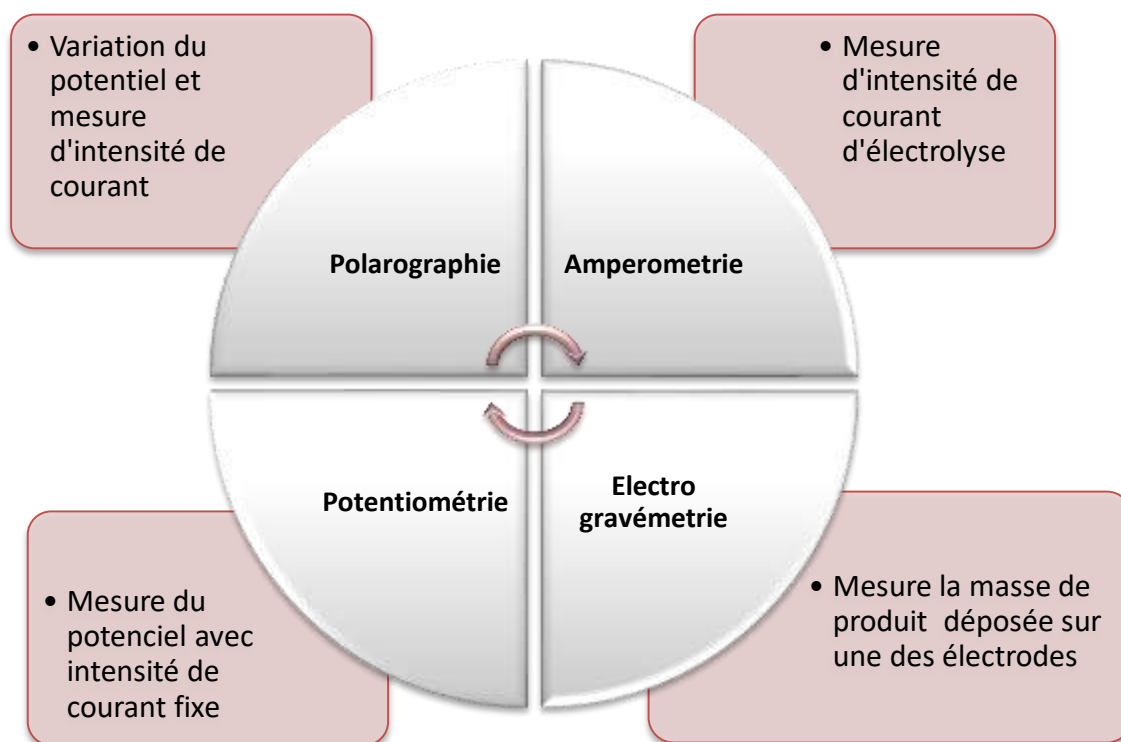 • Variation du
potentiel et
mesure
d'intensité de
courant
• Mesure
d'intensité de
courant
d'électrolyse
Polarographie
Amperometrie
Potentiométrie
Electro
gravémetrie
• Mesure du
potenciel avec
intensité de
courant fixe
• Mesure la masse de
produit déposée sur
une des électrodes